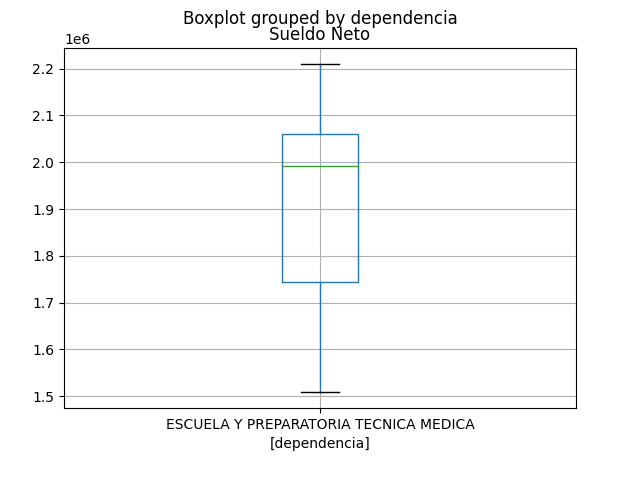 Boxplot grouped by dependencia
Sueldo Neto
1e6
2.2
2.1
2.0
1.9
1.8
1.7
1.6
1.5
ESCUELA Y PREPARATORIA TECNICA MEDICA
[dependencia]